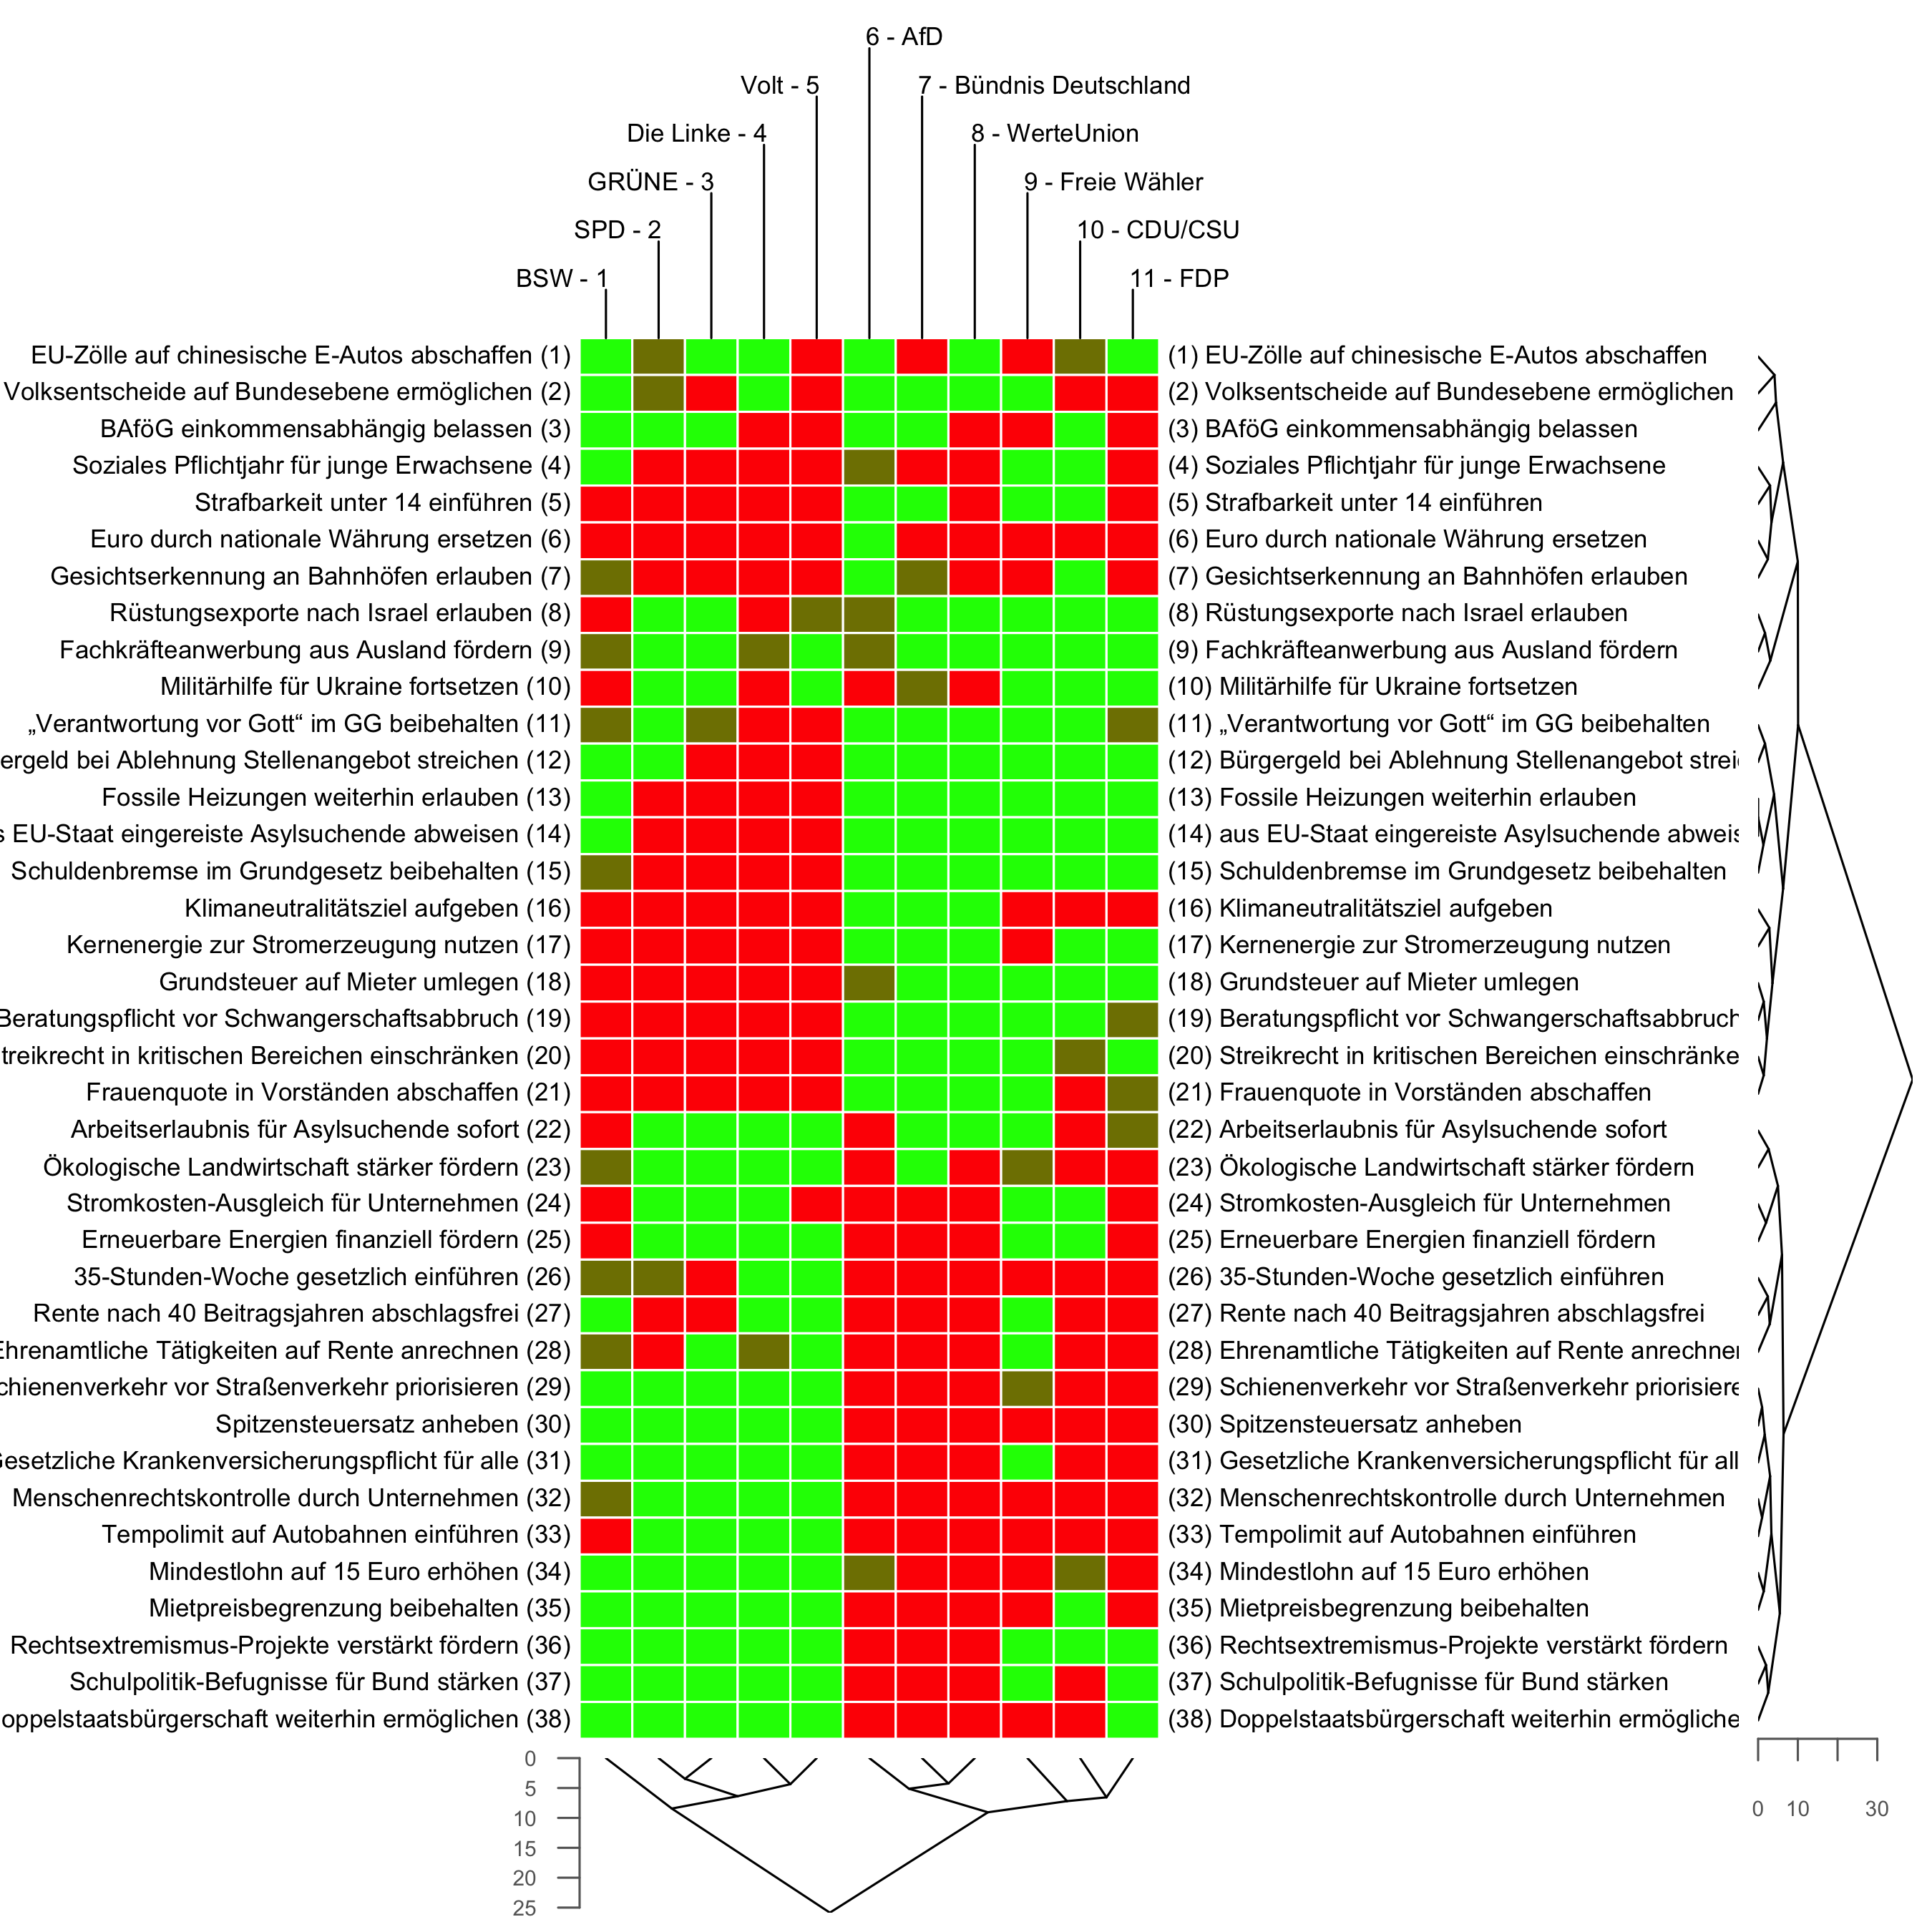 6 - AfD
Volt - 5
7 - Bündnis Deutschland
Die Linke - 4
8 - WerteUnion
GRÜNE - 3
9 - Freie Wähler
SPD - 2
10 - CDU/CSU
BSW - 1
11 - FDP
EU-Zölle auf chinesische E-Autos abschaffen (1)
(1) EU-Zölle auf chinesische E-Autos abschaffen
Volksentscheide auf Bundesebene ermöglichen (2)
(2) Volksentscheide auf Bundesebene ermöglichen
BAföG einkommensabhängig belassen (3)
(3) BAföG einkommensabhängig belassen
Soziales Pflichtjahr für junge Erwachsene (4)
(4) Soziales Pflichtjahr für junge Erwachsene
Strafbarkeit unter 14 einführen (5)
(5) Strafbarkeit unter 14 einführen
Euro durch nationale Währung ersetzen (6)
(6) Euro durch nationale Währung ersetzen
Gesichtserkennung an Bahnhöfen erlauben (7)
(7) Gesichtserkennung an Bahnhöfen erlauben
Rüstungsexporte nach Israel erlauben (8)
(8) Rüstungsexporte nach Israel erlauben
Fachkräfteanwerbung aus Ausland fördern (9)
(9) Fachkräfteanwerbung aus Ausland fördern
Militärhilfe für Ukraine fortsetzen (10)
(10) Militärhilfe für Ukraine fortsetzen
„Verantwortung vor Gott“ im GG beibehalten (11)
(11) „Verantwortung vor Gott“ im GG beibehalten
ergeld bei Ablehnung Stellenangebot streichen (12)
(12) Bürgergeld bei Ablehnung Stellenangebot strei
Fossile Heizungen weiterhin erlauben (13)
(13) Fossile Heizungen weiterhin erlauben
s EU-Staat eingereiste Asylsuchende abweisen (14)
(14) aus EU-Staat eingereiste Asylsuchende abweis
Schuldenbremse im Grundgesetz beibehalten (15)
(15) Schuldenbremse im Grundgesetz beibehalten
Klimaneutralitätsziel aufgeben (16)
(16) Klimaneutralitätsziel aufgeben
Kernenergie zur Stromerzeugung nutzen (17)
(17) Kernenergie zur Stromerzeugung nutzen
Grundsteuer auf Mieter umlegen (18)
(18) Grundsteuer auf Mieter umlegen
Beratungspflicht vor Schwangerschaftsabbruch (19)
(19) Beratungspflicht vor Schwangerschaftsabbruch
treikrecht in kritischen Bereichen einschränken (20)
(20) Streikrecht in kritischen Bereichen einschränke
Frauenquote in Vorständen abschaffen (21)
(21) Frauenquote in Vorständen abschaffen
Arbeitserlaubnis für Asylsuchende sofort (22)
(22) Arbeitserlaubnis für Asylsuchende sofort
Ökologische Landwirtschaft stärker fördern (23)
(23) Ökologische Landwirtschaft stärker fördern
Stromkosten-Ausgleich für Unternehmen (24)
(24) Stromkosten-Ausgleich für Unternehmen
Erneuerbare Energien finanziell fördern (25)
(25) Erneuerbare Energien finanziell fördern
35-Stunden-Woche gesetzlich einführen (26)
(26) 35-Stunden-Woche gesetzlich einführen
Rente nach 40 Beitragsjahren abschlagsfrei (27)
(27) Rente nach 40 Beitragsjahren abschlagsfrei
Ehrenamtliche Tätigkeiten auf Rente anrechnen (28)
(28) Ehrenamtliche Tätigkeiten auf Rente anrechnen
chienenverkehr vor Straßenverkehr priorisieren (29)
(29) Schienenverkehr vor Straßenverkehr priorisiere
Spitzensteuersatz anheben (30)
(30) Spitzensteuersatz anheben
Gesetzliche Krankenversicherungspflicht für alle (31)
(31) Gesetzliche Krankenversicherungspflicht für all
Menschenrechtskontrolle durch Unternehmen (32)
(32) Menschenrechtskontrolle durch Unternehmen
Tempolimit auf Autobahnen einführen (33)
(33) Tempolimit auf Autobahnen einführen
Mindestlohn auf 15 Euro erhöhen (34)
(34) Mindestlohn auf 15 Euro erhöhen
Mietpreisbegrenzung beibehalten (35)
(35) Mietpreisbegrenzung beibehalten
Rechtsextremismus-Projekte verstärkt fördern (36)
(36) Rechtsextremismus-Projekte verstärkt fördern
Schulpolitik-Befugnisse für Bund stärken (37)
(37) Schulpolitik-Befugnisse für Bund stärken
oppelstaatsbürgerschaft weiterhin ermöglichen (38)
(38) Doppelstaatsbürgerschaft weiterhin ermögliche
0
5
10
15
20
25
0 10 30